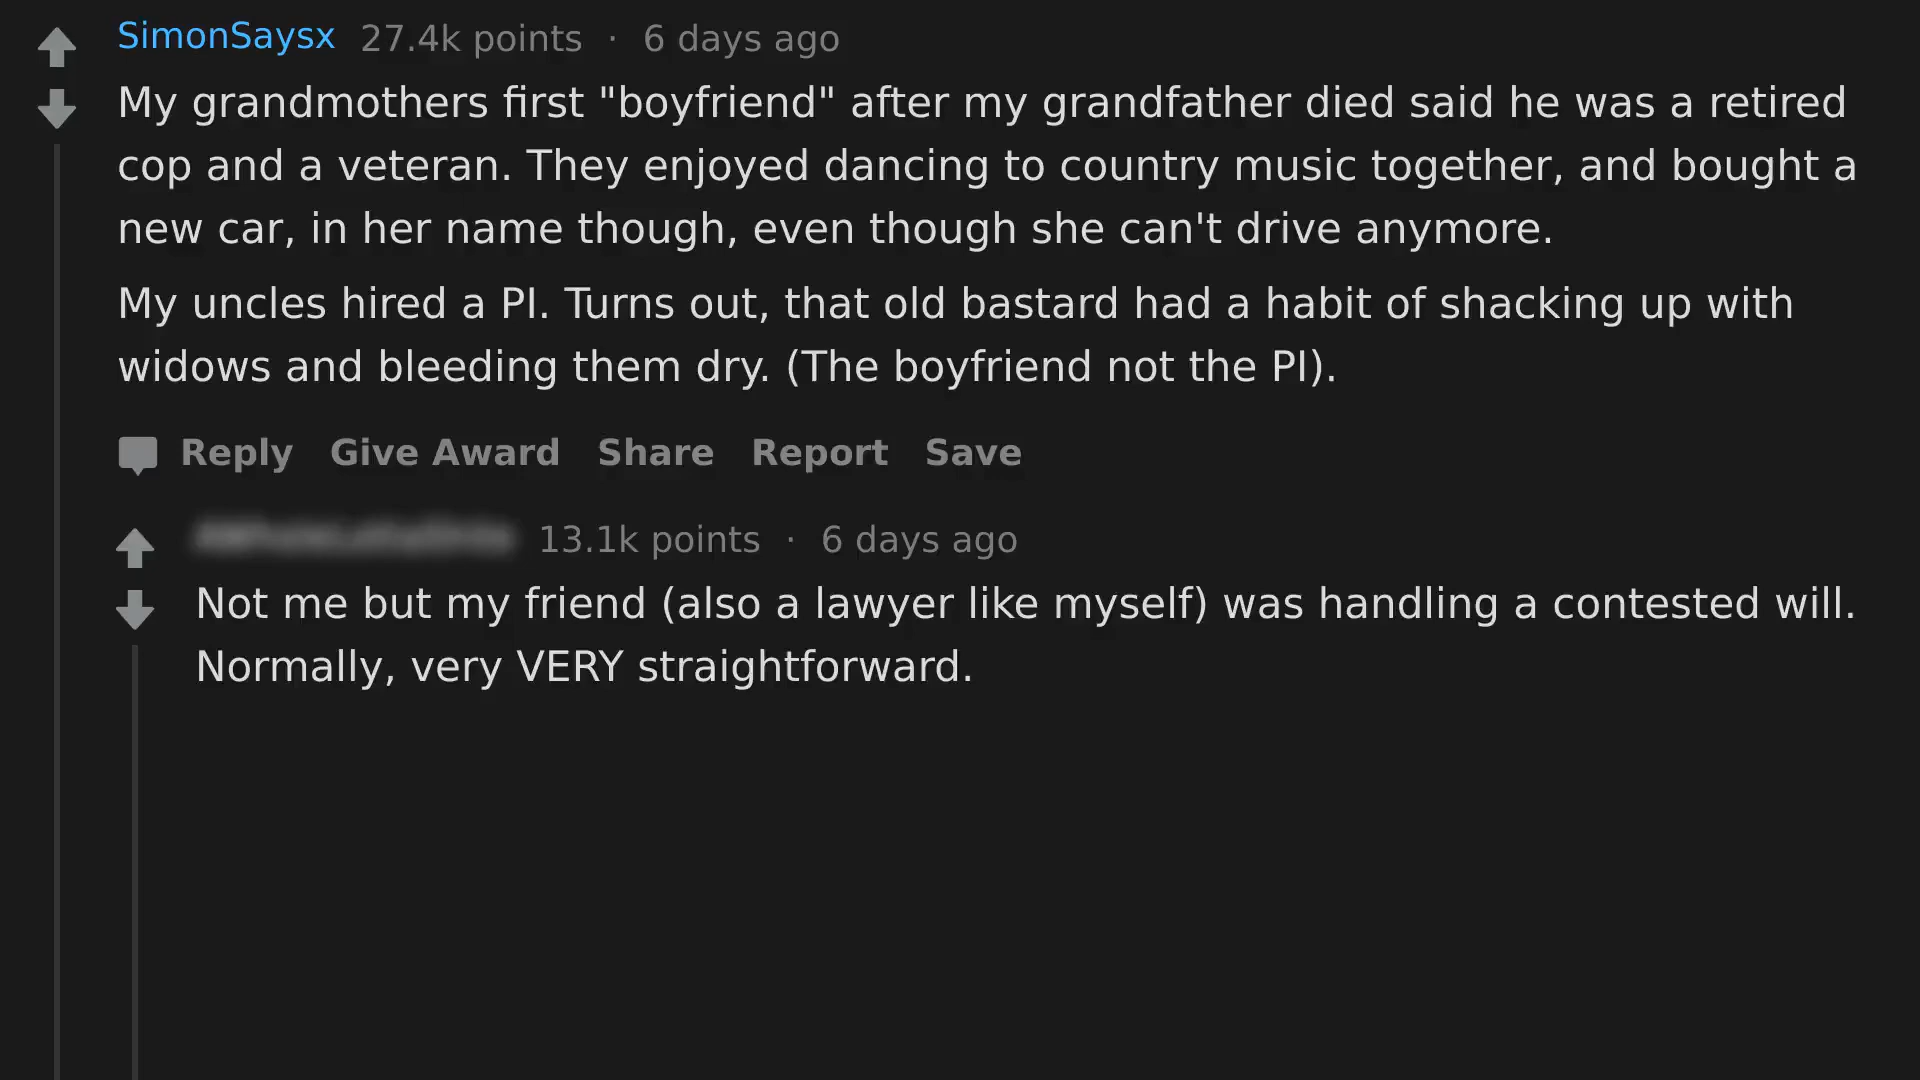 SimonSaysx 27.4k points · 6 days ago
My grandmothers first "boyfriend" after my grandfather died said he was a retired
cop and a veteran. They enjoyed dancing to country music together, and bought a
new car, in her name though, even though she can't drive anymore.
My uncles hired a PI. Turns out, that old bastard had a habit of shacking up with
widows and bleeding them dry. (The boyfriend not the PI).
Reply Give Award Share Report Save
13.1k points · 6 days ago
Not me but my friend (also a lawyer like myself) was handling a contested will.
Normally, very VERY straightforward.